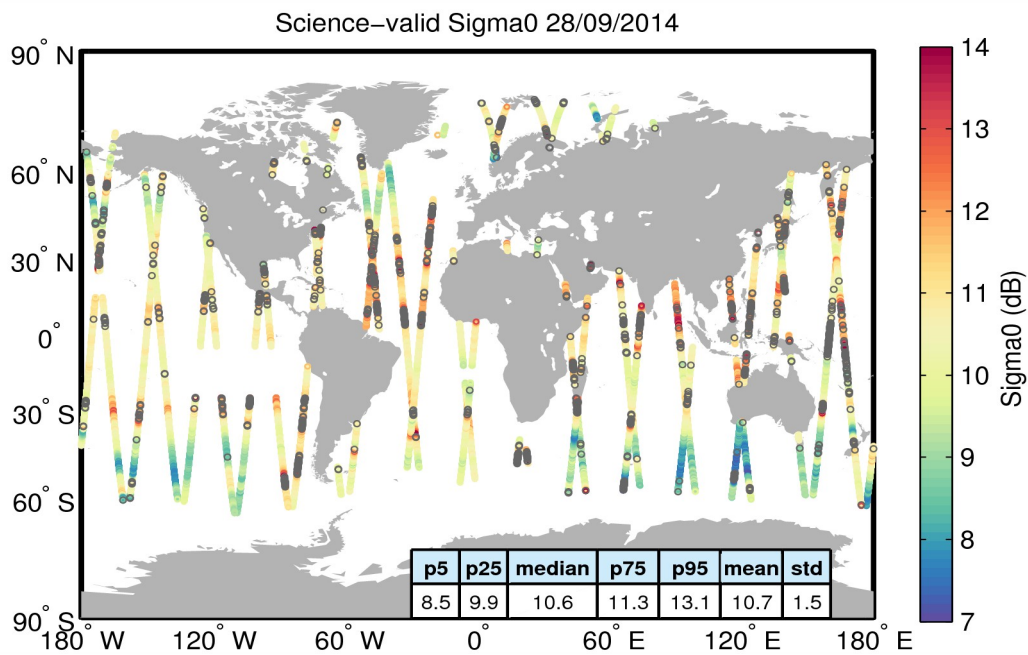 Science−valid Sigma0 28/09/2014
90° N
60° N
30° N
0°
30° S
60° S
90° S
180° W
120° W
60° W
0°
60° E
120° E
180° E
p5 p25 median p75 p95 mean std
8.5 9.9 10.6 11.3 13.1 10.7 1.5
14
13
12
11
10
9
8
7
Sigma0 (dB)